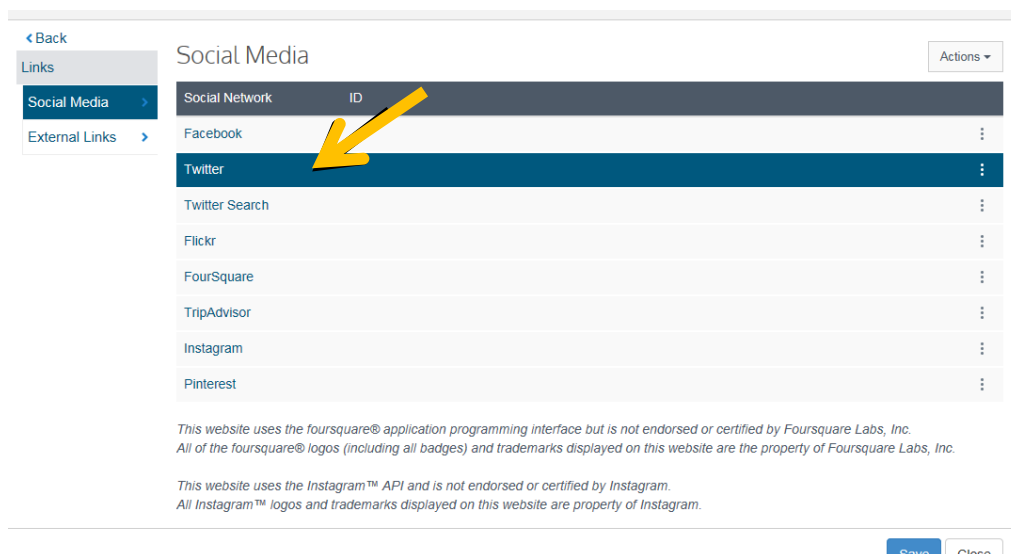 Back
Links
Social Media
External Links
Social Media
Actions
Social Network ID
Facebook
Twitter
Twitter Search
Flickr
FourSquare
TripAdvisor
Instagram
Pinterest
This website uses the foursquare® application programming interface but is not endorsed or certified by Foursquare Labs, Inc.
All of the foursquare® logos (including all badges) and trademarks displayed on this website are the property of Foursquare Labs, Inc.
This website uses the Instagram™ API and is not endorsed or certified by Instagram.
All Instagram™ logos and trademarks displayed on this website are property of Instagram.
Save Close